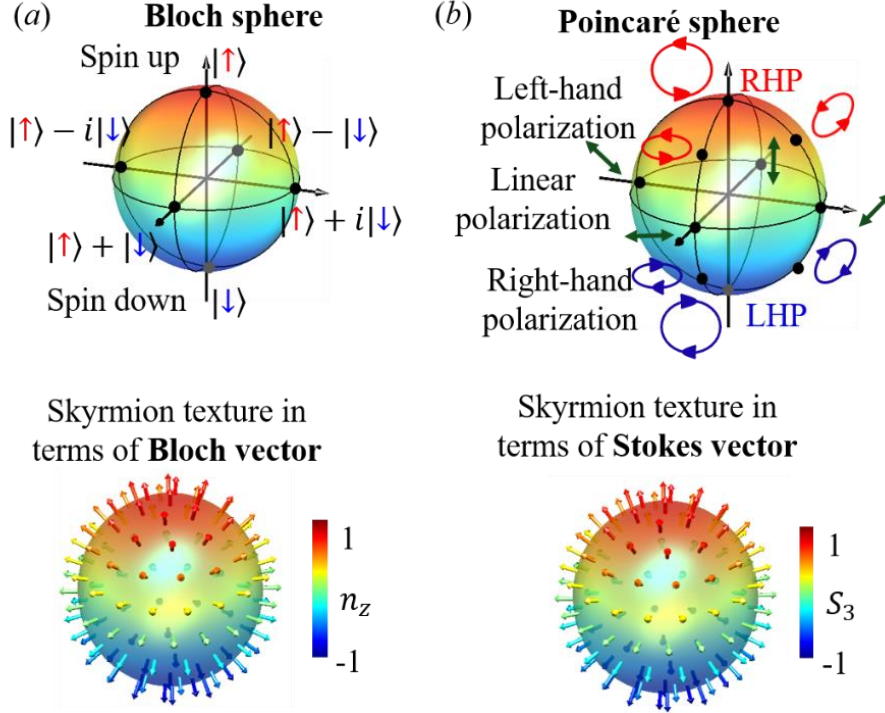 (a) Bloch sphere
Spin up |↑⟩
|↑⟩ − i|↓⟩ |↑⟩ − |↓⟩
|↑⟩ + |↓⟩ |↑⟩ + i|↓⟩
Spin down |↓⟩
(b) Poincaré sphere
RHP
Left-hand
polarization
Linear
polarization
Right-hand
polarization
LHP
Skyrmion texture in
terms of Bloch vector
1
n_z
-1
Skyrmion texture in
terms of Stokes vector
1
S_3
-1